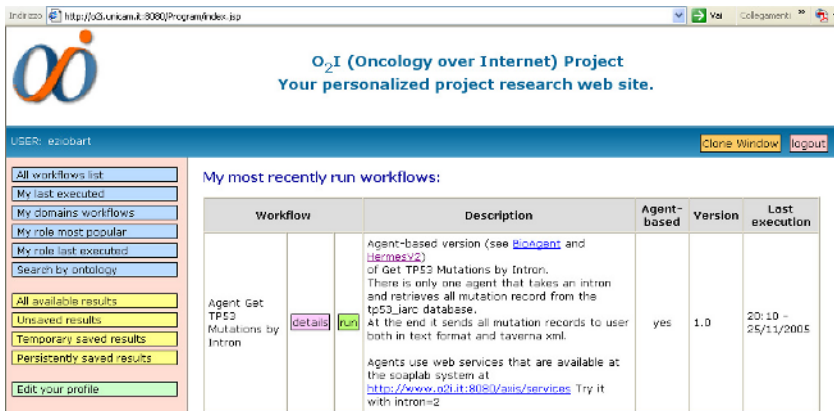 Indirizzo http://o2i.unicam.it:8080/Program/index.jsp Vai Collegamenti »
O2I (Oncology over Internet) Project
Your personalized project research web site.
USER: eziobart
Clone Window logout
All workflows list
My last executed
My domains workflows
My role most popular
My role last executed
Search by ontology
All available results
Unsaved results
Temporary saved results
Persistently saved results
Edit your profile
My most recently run workflows:
Workflow Description Agent-based Version Last execution
Agent Get
TP53
Mutations by
Intron
details run
Agent-based version (see BioAgent and
HermesV2)
of Get TP53 Mutations by Intron.
There is only one agent that takes an intron
and retrieves all mutation record from the
tp53_iarc database.
At the end it sends all mutation records to user
both in text format and taverna xml.
Agents use web services that are available at
the soaplab system at
http://www.o2i.it:8080/axis/services Try it
with intron=2
yes
1.0
20:10 -
25/11/2005